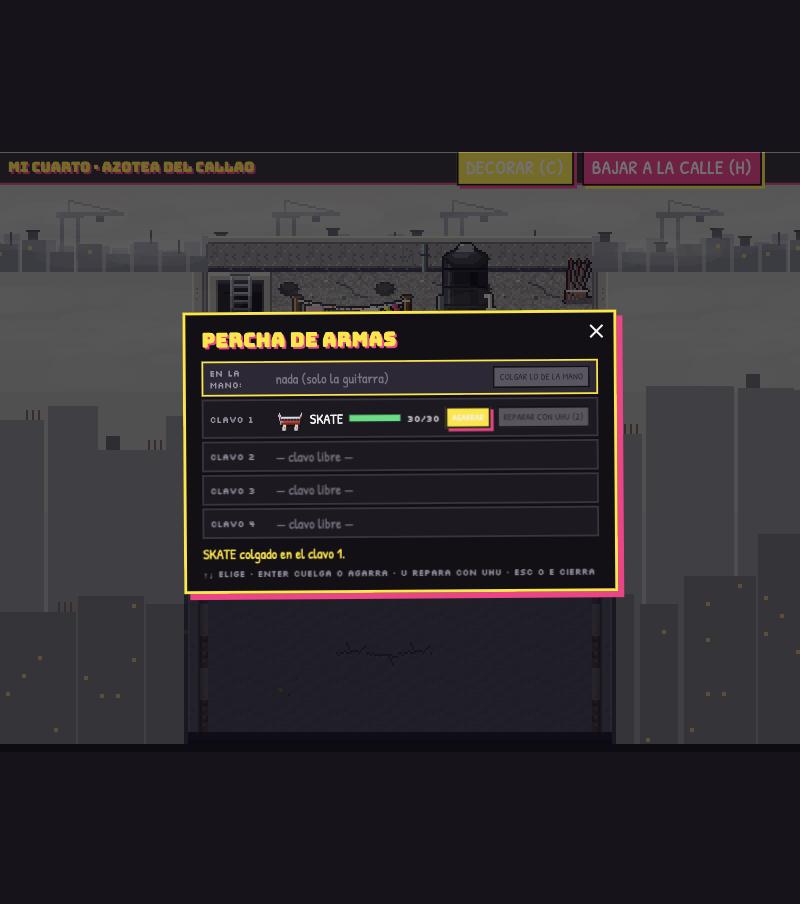 MI CUARTO · AZOTEA DEL CALLAO
DECORAR (C)
BAJAR A LA CALLE (H)
PERCHA DE ARMAS
EN LA MANO:
nada (solo la guitarra)
COLGAR LO DE LA MANO
CLAVO 1
SKATE
30/30
AGARRAR
REPARAR CON UHU (2)
CLAVO 2
— clavo libre —
CLAVO 3
— clavo libre —
CLAVO 4
— clavo libre —
SKATE colgado en el clavo 1.
↑↓ ELIGE · ENTER CUELGA O AGARRA · U REPARA CON UHU · ESC O E CIERRA